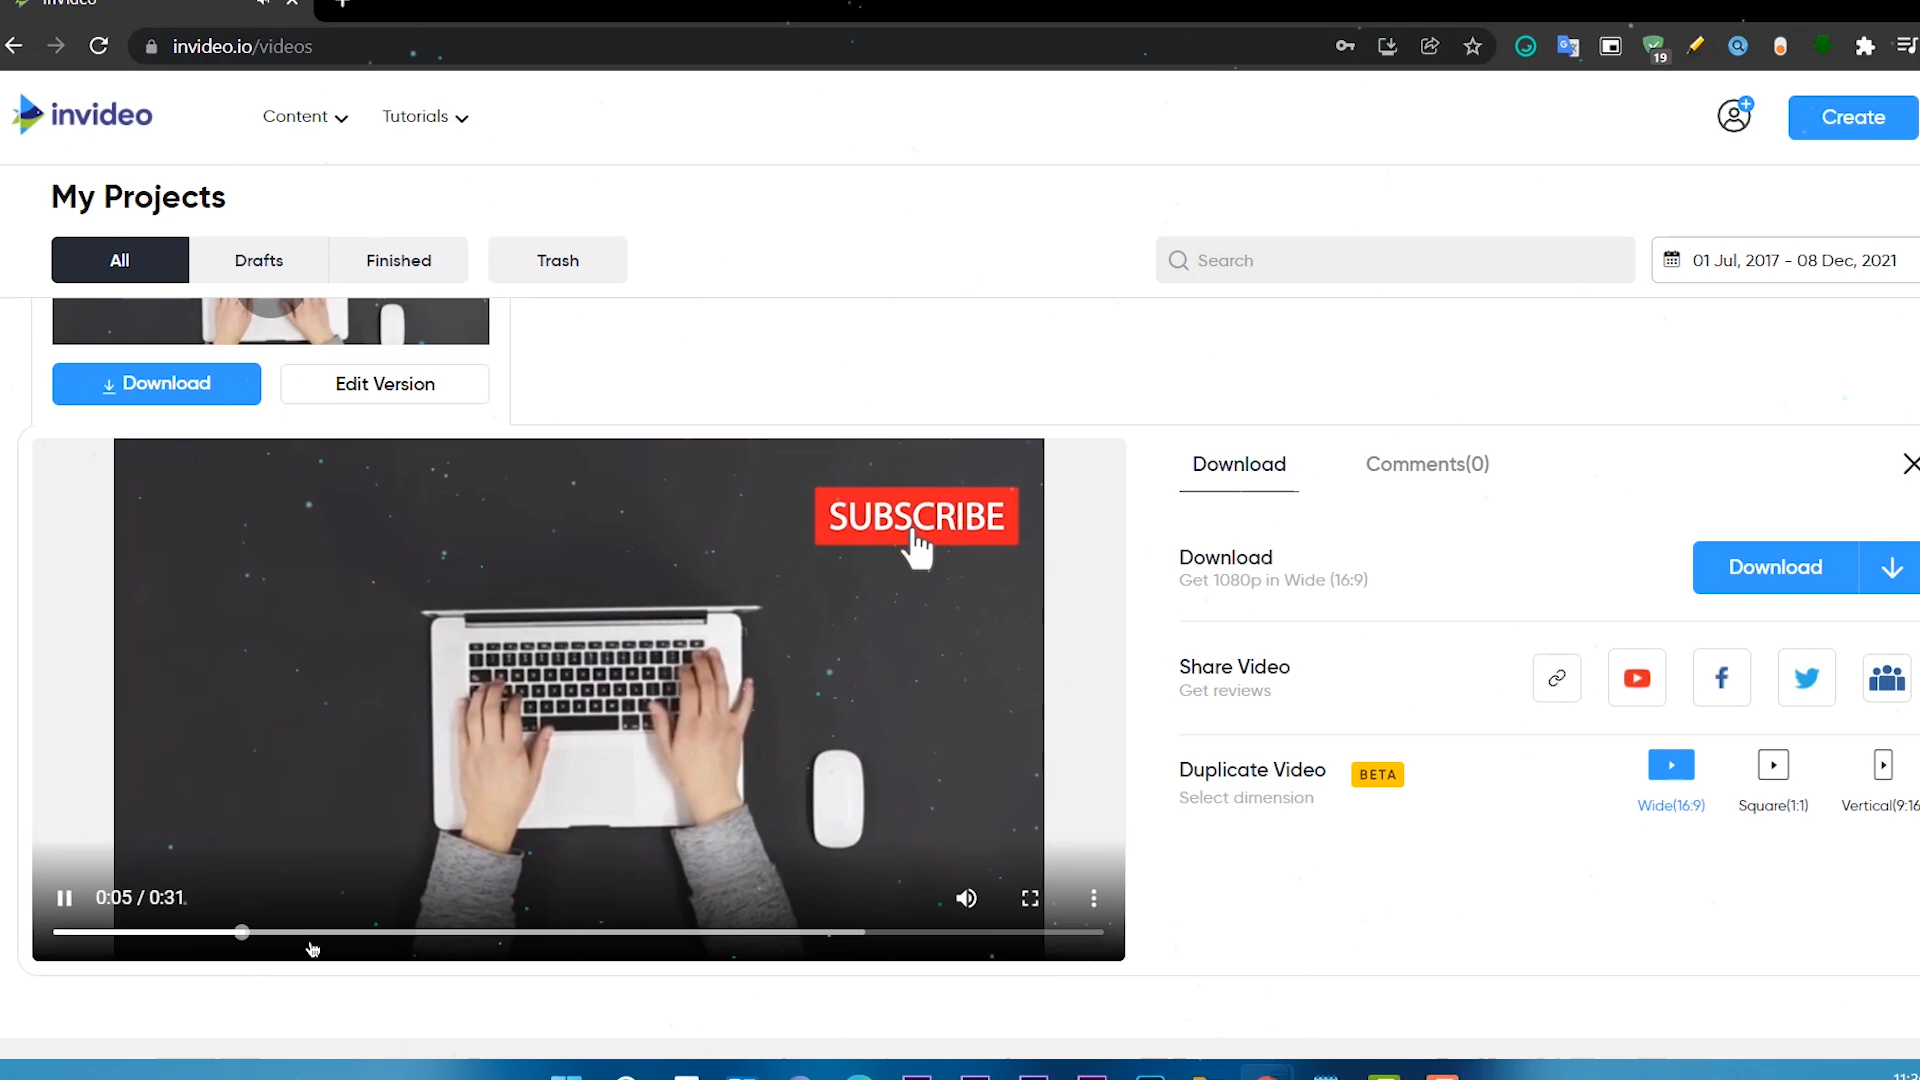 invideo
invideo.io/videos
19
invideo
Content
Tutorials
Create
My Projects
All
Drafts
Finished
Trash
Search
01 Jul, 2017 - 08 Dec, 2021
Download
Edit Version
SUBSCRIBE
0:05 / 0:31
Download
Comments(0)
Download
Get 1080p in Wide (16:9)
Download
Share Video
Get reviews
Duplicate Video
BETA
Select dimension
Wide(16:9)
Square(1:1)
Vertical(9:16